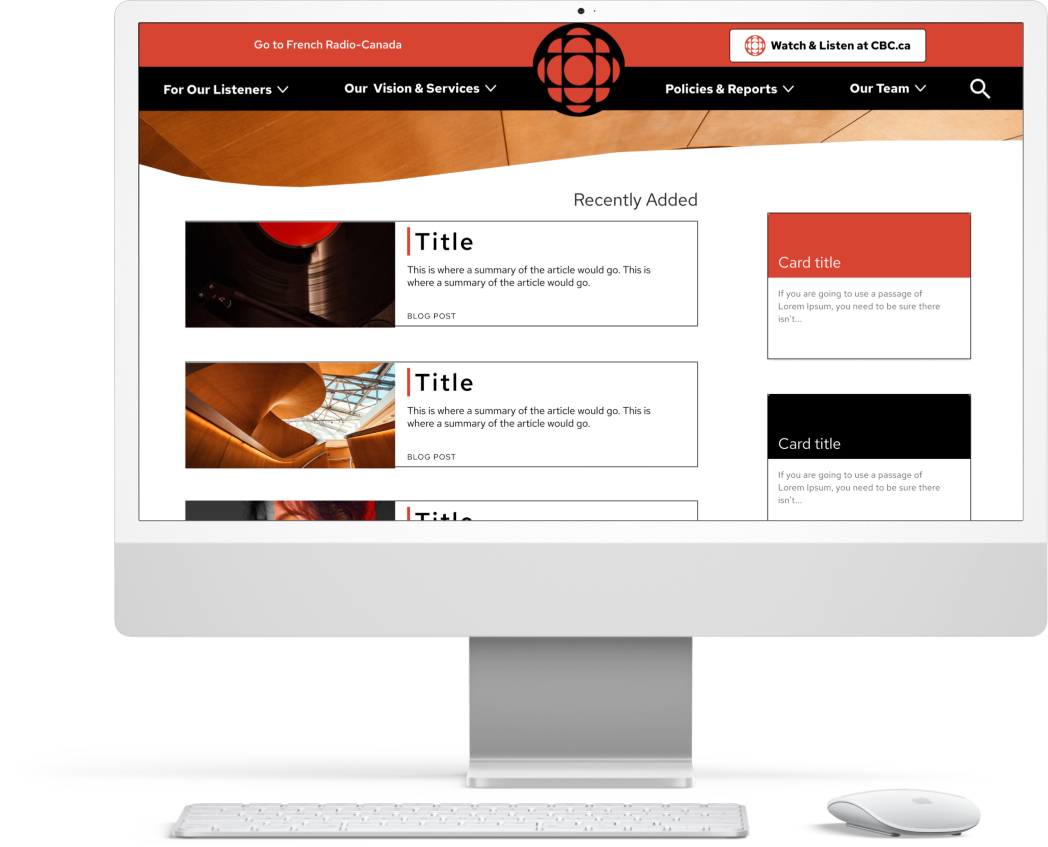 Go to French Radio-Canada
Watch & Listen at CBC.ca
For Our Listeners
Our Vision & Services
Policies & Reports
Our Team
Recently Added
Title
This is where a summary of the article would go. This is
where a summary of the article would go.
BLOG POST
Title
This is where a summary of the article would go. This is
where a summary of the article would go.
BLOG POST
Title
Card title
If you are going to use a passage of
Lorem Ipsum, you need to be sure there
isn't...
Card title
If you are going to use a passage of
Lorem Ipsum, you need to be sure there
isn't...